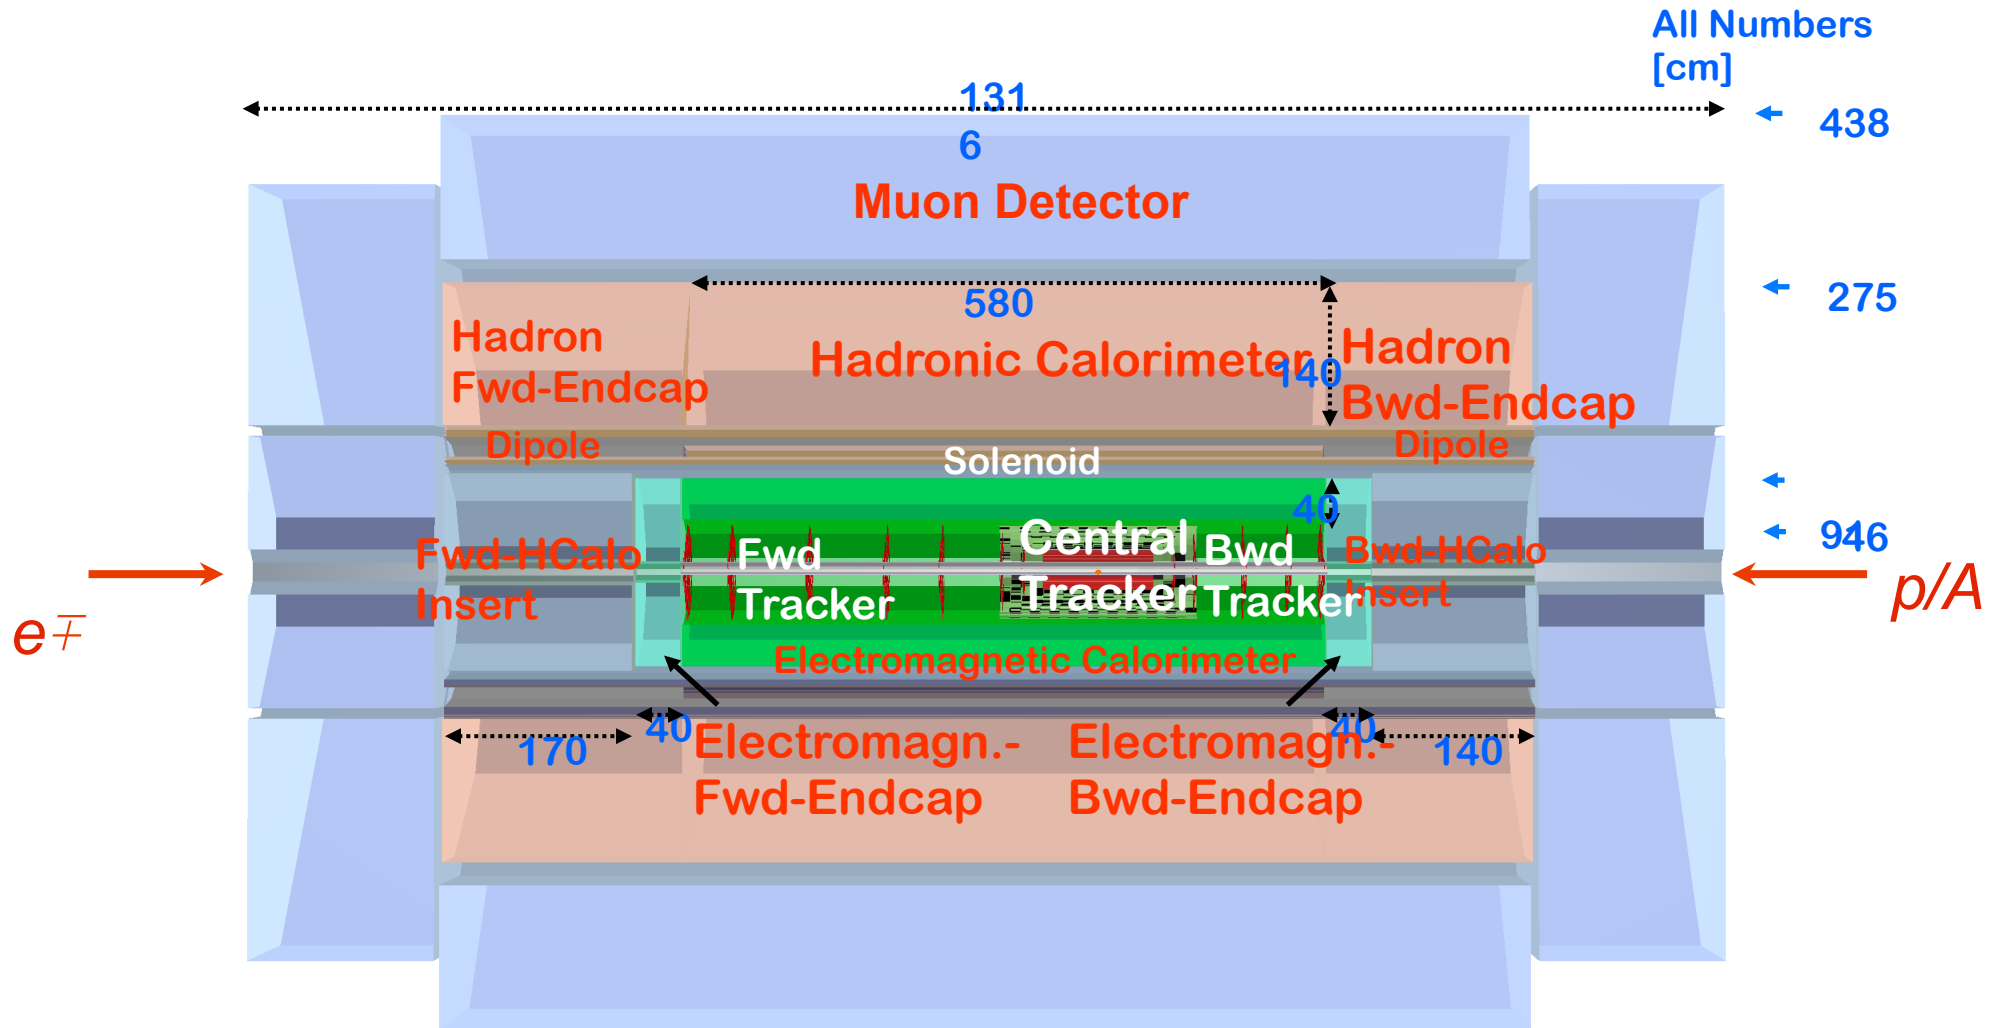 All Numbers
[cm]
131
6
438
Muon Detector
275
580
Hadron
Fwd-Endcap
Hadronic Calorimeter
140
Hadron
Bwd-Endcap
Dipole
Solenoid
Dipole
40
Fwd-HCalo
Insert
Fwd
Tracker
Central
Tracker
Bwd
Tracker
Bwd-HCalo
Insert
e∓
p/A
Electromagnetic Calorimeter
170
40
Electromagn.-
Fwd-Endcap
Electromagn.-
Bwd-Endcap
40
140